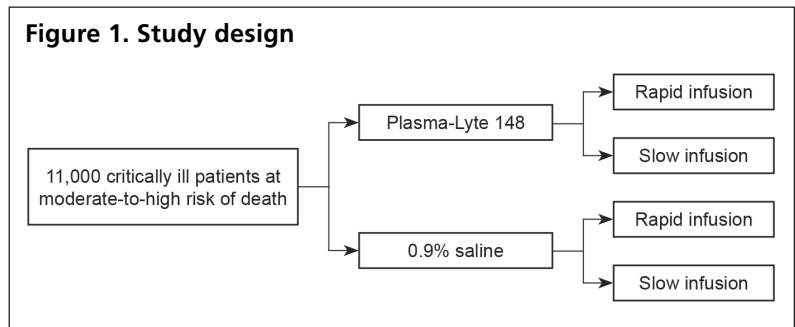 Figure 1. Study design
11,000 critically ill patients at
moderate-to-high risk of death
Plasma-Lyte 148
Rapid infusion
Slow infusion
0.9% saline
Rapid infusion
Slow infusion